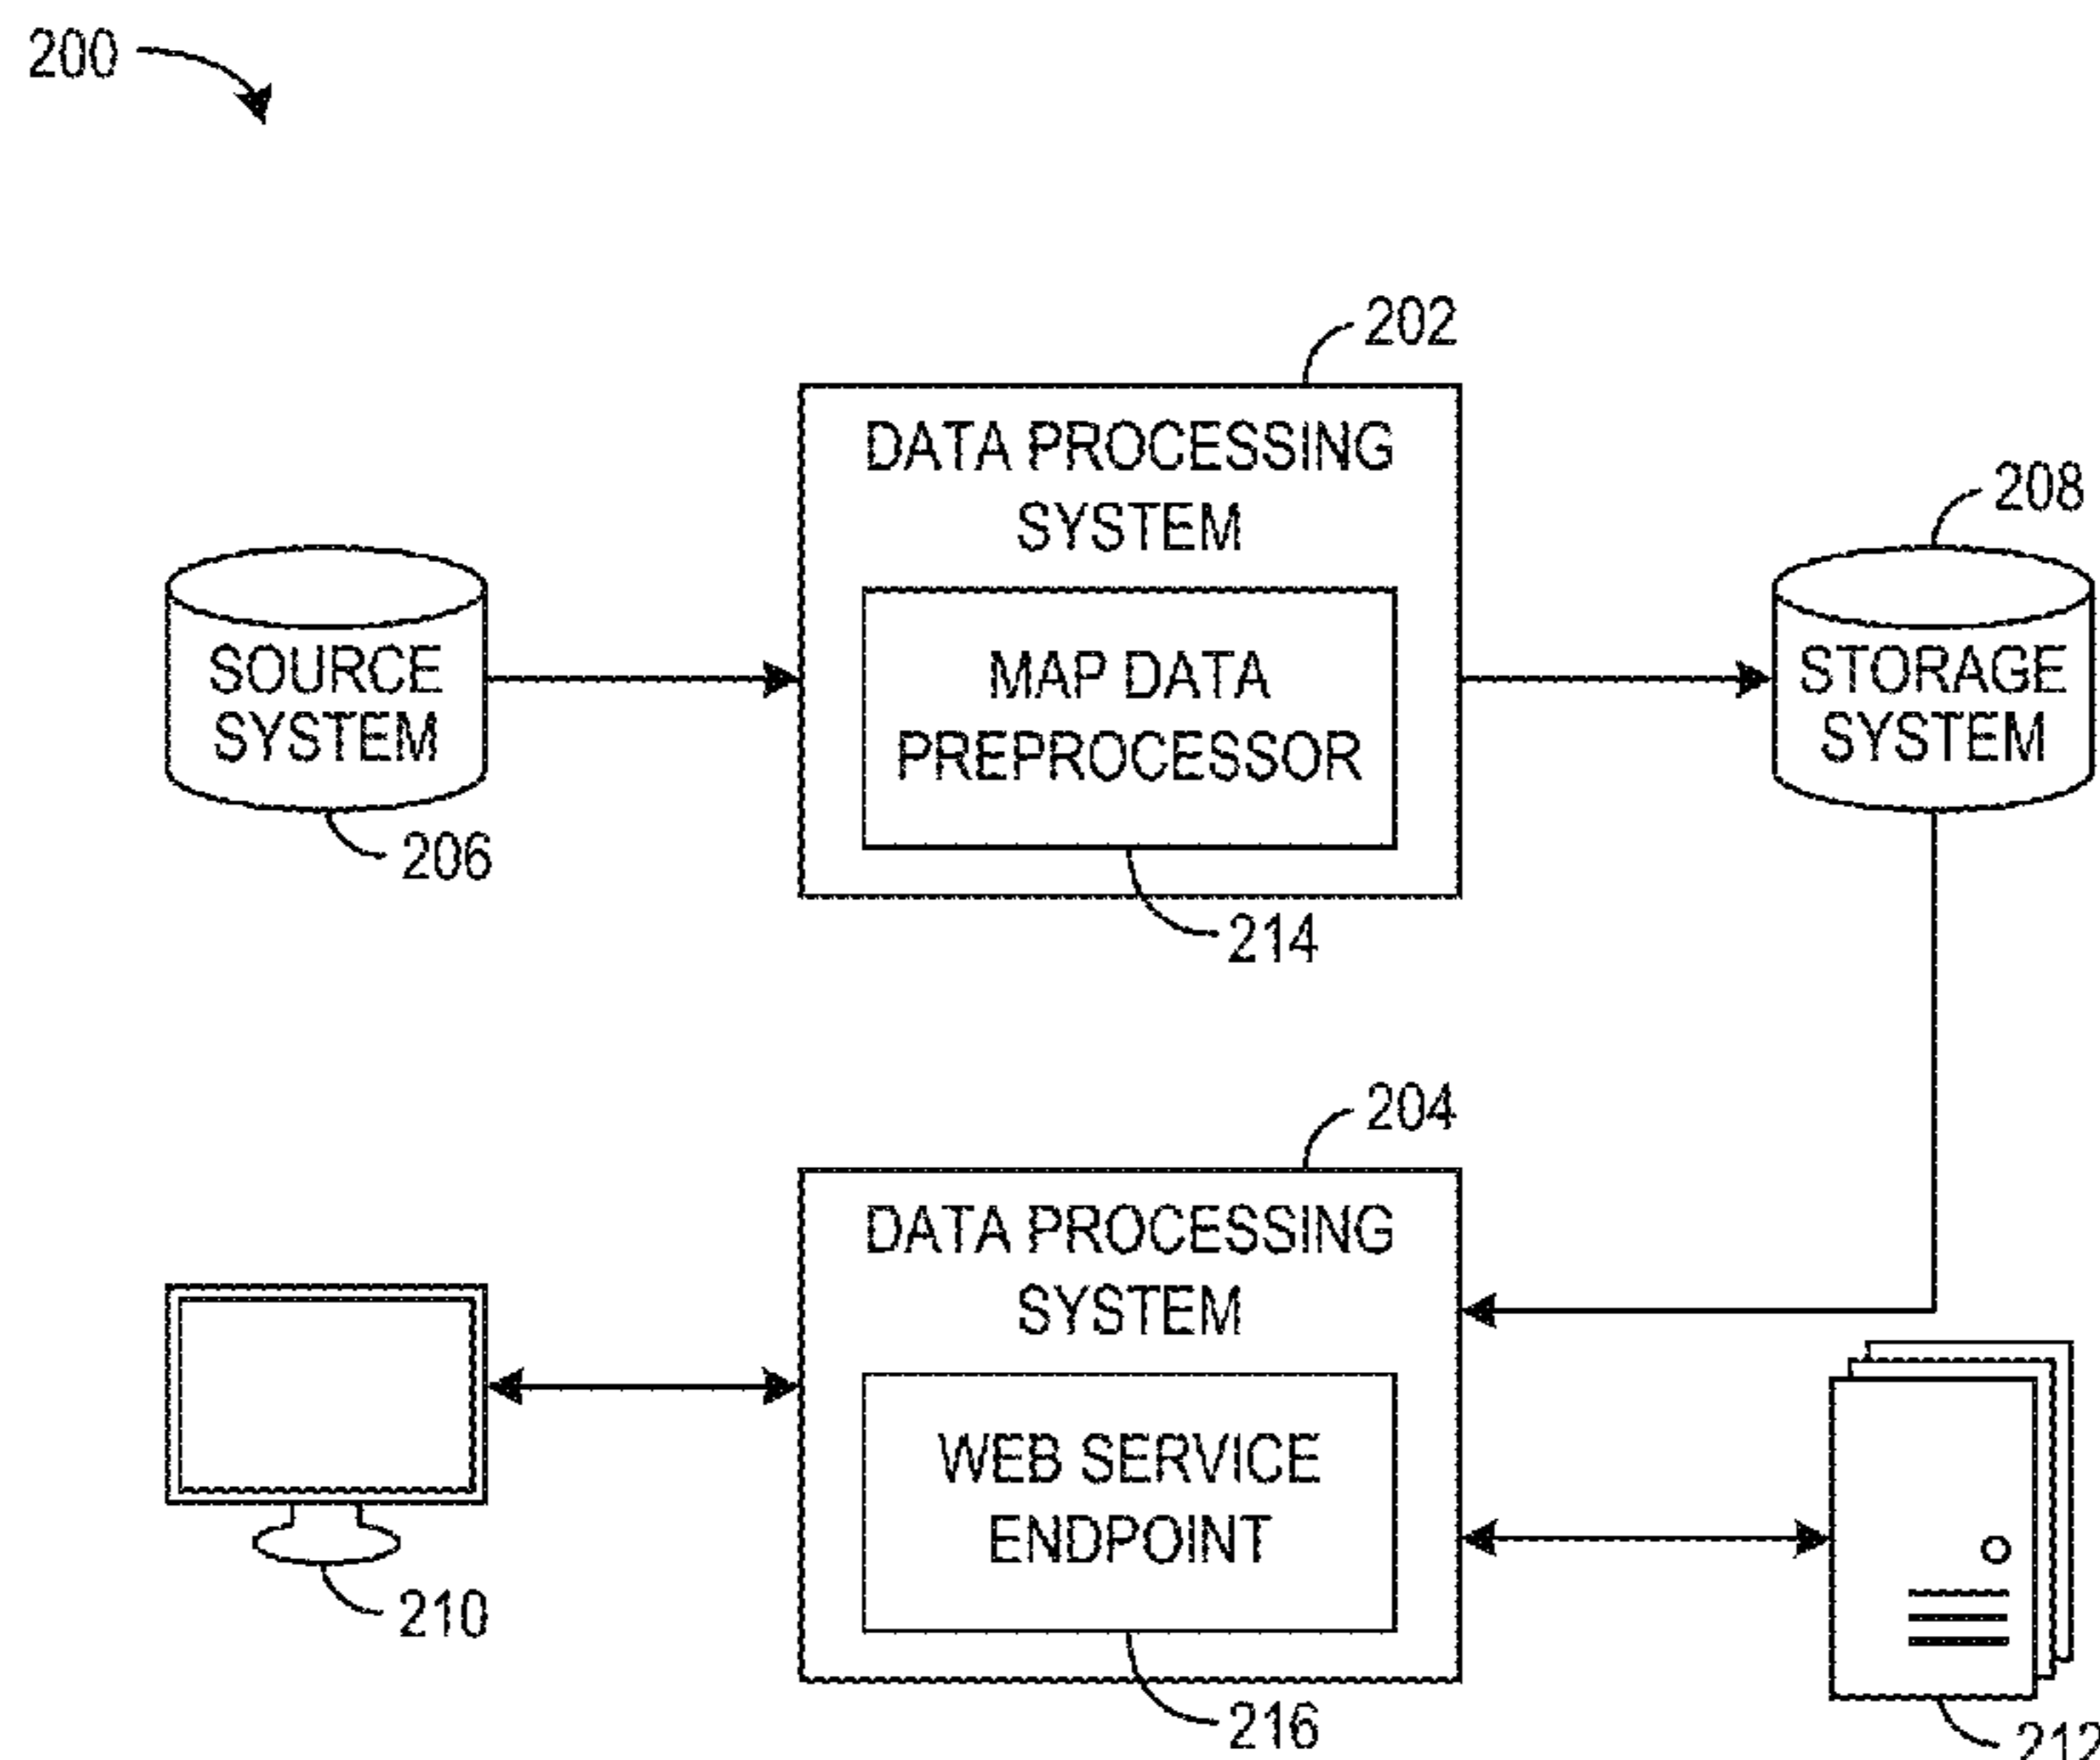 200
202
DATA PROCESSING
SYSTEM
208
SOURCE
SYSTEM
MAP DATA
PREPROCESSOR
STORAGE
SYSTEM
206
214
204
DATA PROCESSING
SYSTEM
WEB SERVICE
ENDPOINT
210
216
212